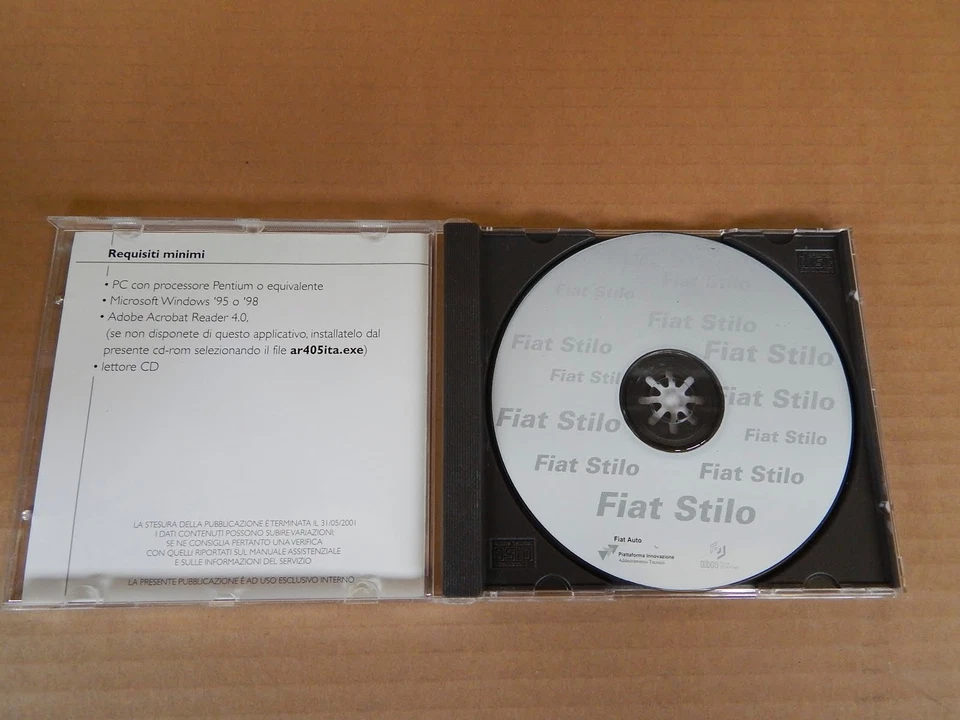 Requisiti minimi
• PC con processore Pentium o equivalente
• Microsoft Windows '95 o '98
• Adobe Acrobat Reader 4.0,
(se non disponete di questo applicativo, installatelo dal
presente cd-rom selezionando il file ar405ita.exe)
• lettore CD
LA STESURA DELLA PUBBLICAZIONE È TERMINATA IL 31/05/2001
I DATI CONTENUTI POSSONO SUBIRE VARIAZIONI;
SE NE CONSIGLIA PERTANTO UNA VERIFICA
CON QUELLI RIPORTATI SUL MANUALE ASSISTENZIALE
E SULLE INFORMAZIONI DEL SERVIZIO
LA PRESENTE PUBBLICAZIONE È AD USO ESCLUSIVO INTERNO
Fiat Stilo
Fiat Stilo
Fiat Stilo
Fiat Stilo
Fiat Stilo
Fiat Stil
Fiat Stilo
Fiat Stilo
Fiat Stilo
Fiat Stilo
Fiat Stilo
Fiat Stilo
Fiat Auto
Piattaforma Innovazione
Addestramento Tecnico